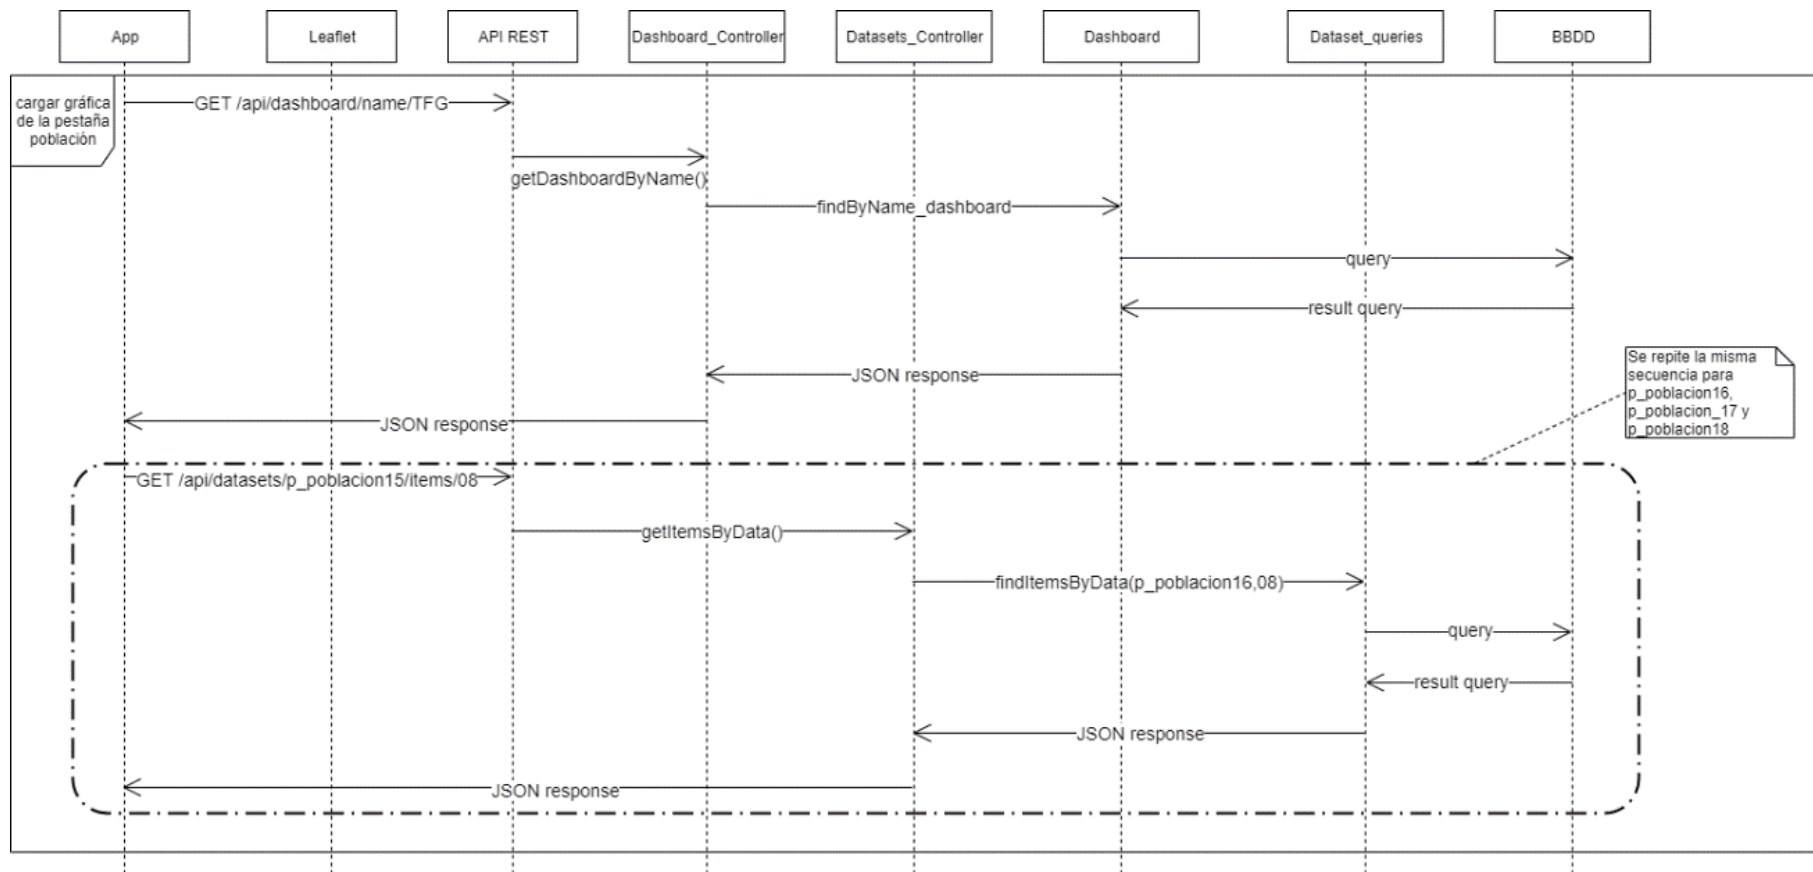 App
Leaflet
API REST
Dashboard_Controller
Datasets_Controller
Dashboard
Dataset_queries
BBDD
cargar gráfica
de la pestaña
población
GET /api/dashboard/name/TFG
getDashboardByName()
findByName_dashboard
query
result query
JSON response
JSON response
Se repite la misma
secuencia para
p_poblacion16,
p_poblacion_17 y
p_poblacion18
GET /api/datasets/p_poblacion15/items/08
getItemsByData()
findItemsByData(p_poblacion16,08)
query
result query
JSON response
JSON response